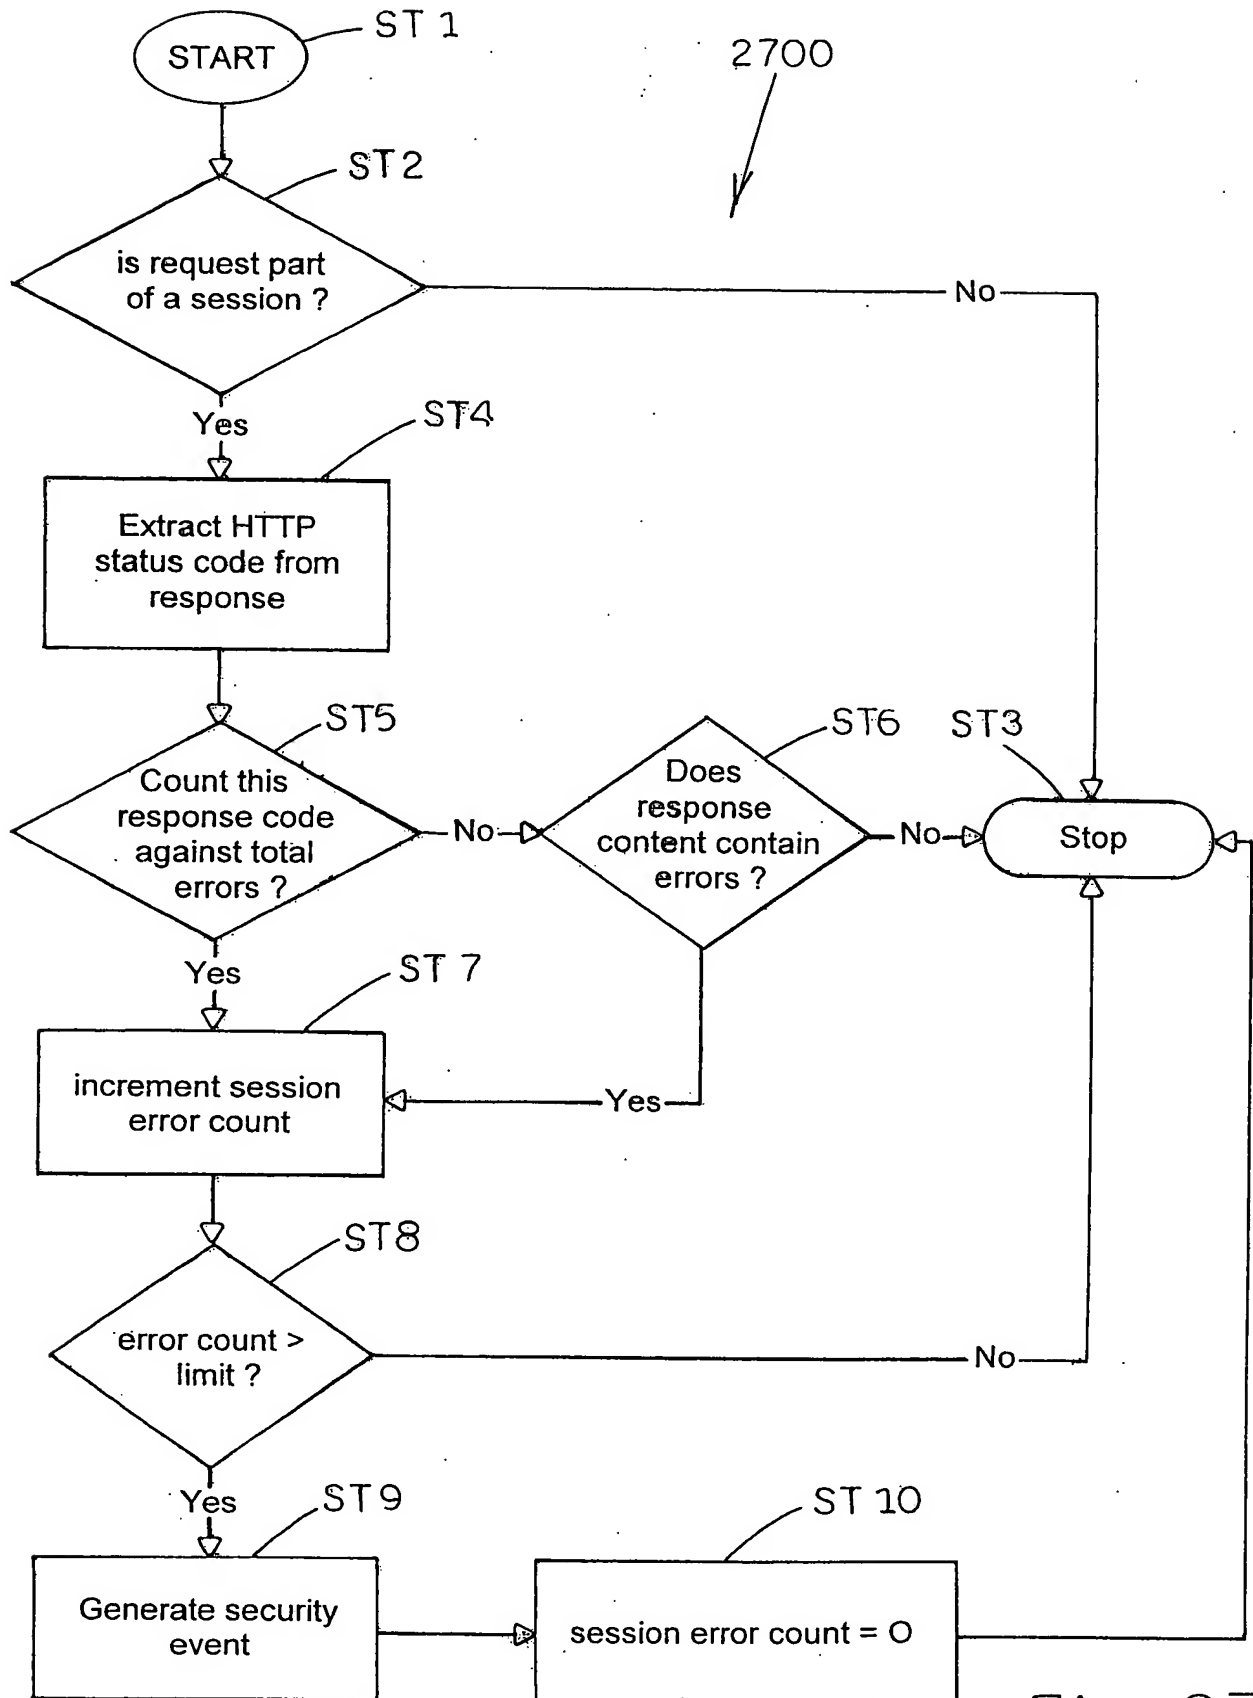 START
ST 1
2700
ST2
is request part
of a session ?
No
Yes
ST4
Extract HTTP
status code from
response
ST5
ST6
ST3
Count this
response code
against total
errors ?
No
Does
response
content contain
errors ?
No
Stop
Yes
ST 7
increment session
error count
Yes
ST8
error count >
limit ?
No
Yes
ST9
ST 10
Generate security
event
session error count = O